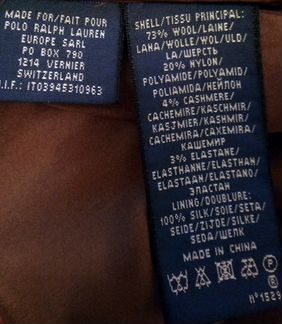 MADE FOR/FAIT POUR
POLO RALPH LAUREN
EUROPE SARL
PO BOX 790
1214 VERNIER
SWITZERLAND
.I.F.: IT03945310963
SHELL/TISSU PRINCIPAL:
73% WOOL/LAINE/
LANA/WOLLE/WOL/ULD/
LA/ШЕРСТЬ
20% NYLON/
POLYAMIDE/POLYAMID/
POLIAMIDA/НЕЙЛОН
4% CASHMERE/
CACHEMIRE/KASCHMIR/
KASJMIER/KASHMIR/
CACHEMIRA/CAXEMIRA/
КАШЕМИР
3% ELASTANE/
ELASTHANNE/ELASTHAN/
ELASTAAN/ELASTANO/
ЭЛАСТАН
LINING/DOUBLURE:
100% SILK/SOIE/SETA/
SEIDE/ZIJDE/SILKE/
SEDA/ШЕЛК
MADE IN CHINA
P
nº1529